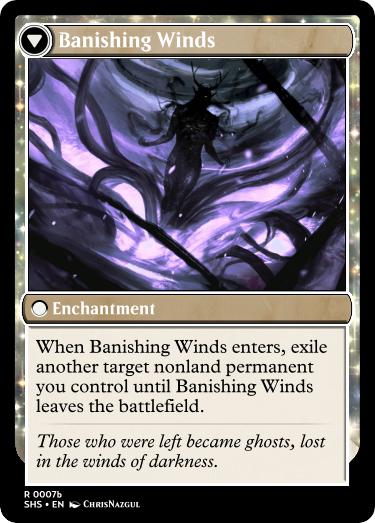 Banishing Winds
Enchantment
When Banishing Winds enters, exile
another target nonland permanent
you control until Banishing Winds
leaves the battlefield.
Those who were left became ghosts, lost
in the winds of darkness.
R 0007b
SHS • EN ChrisNazgul